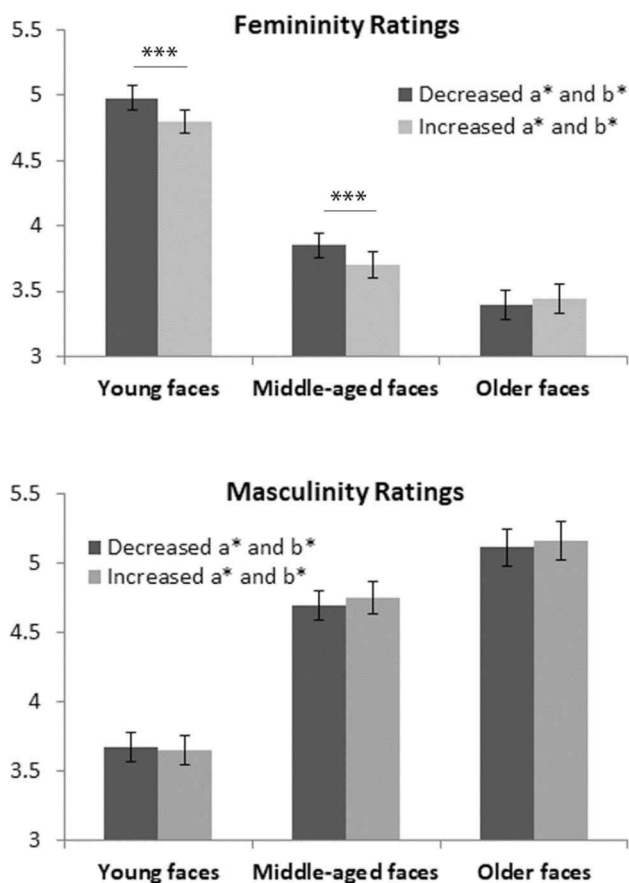 Femininity Ratings
5.5
5
4.5
4
3.5
3
***
***
Decreased a* and b*
Increased a* and b*
Young faces Middle-aged faces Older faces
Masculinity Ratings
5.5
5
4.5
4
3.5
3
Decreased a* and b*
Increased a* and b*
Young faces Middle-aged faces Older faces